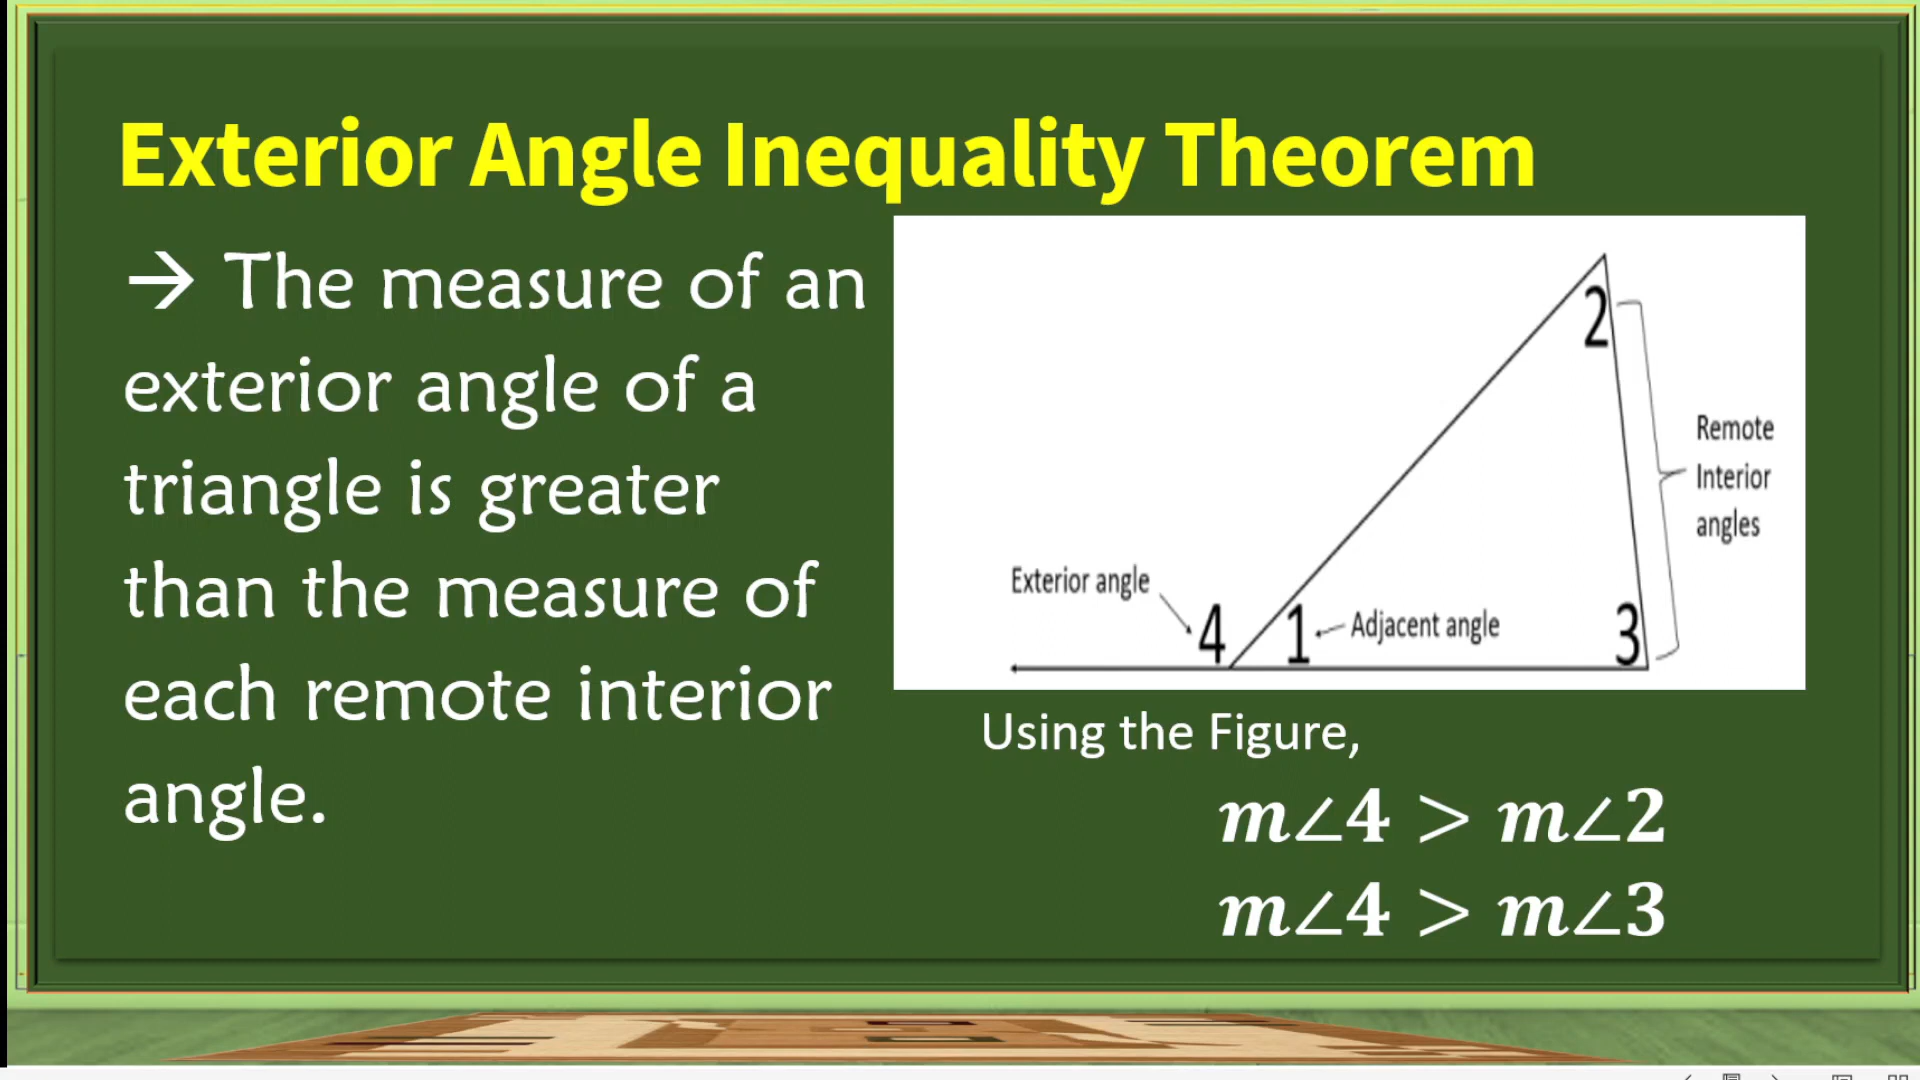 Exterior Angle Inequality Theorem
→ The measure of an
exterior angle of a
triangle is greater
than the measure of
each remote interior
angle.
2
Remote
Interior
angles
Exterior angle
4
1
Adjacent angle
3
Using the Figure,
m∠4 > m∠2
m∠4 > m∠3